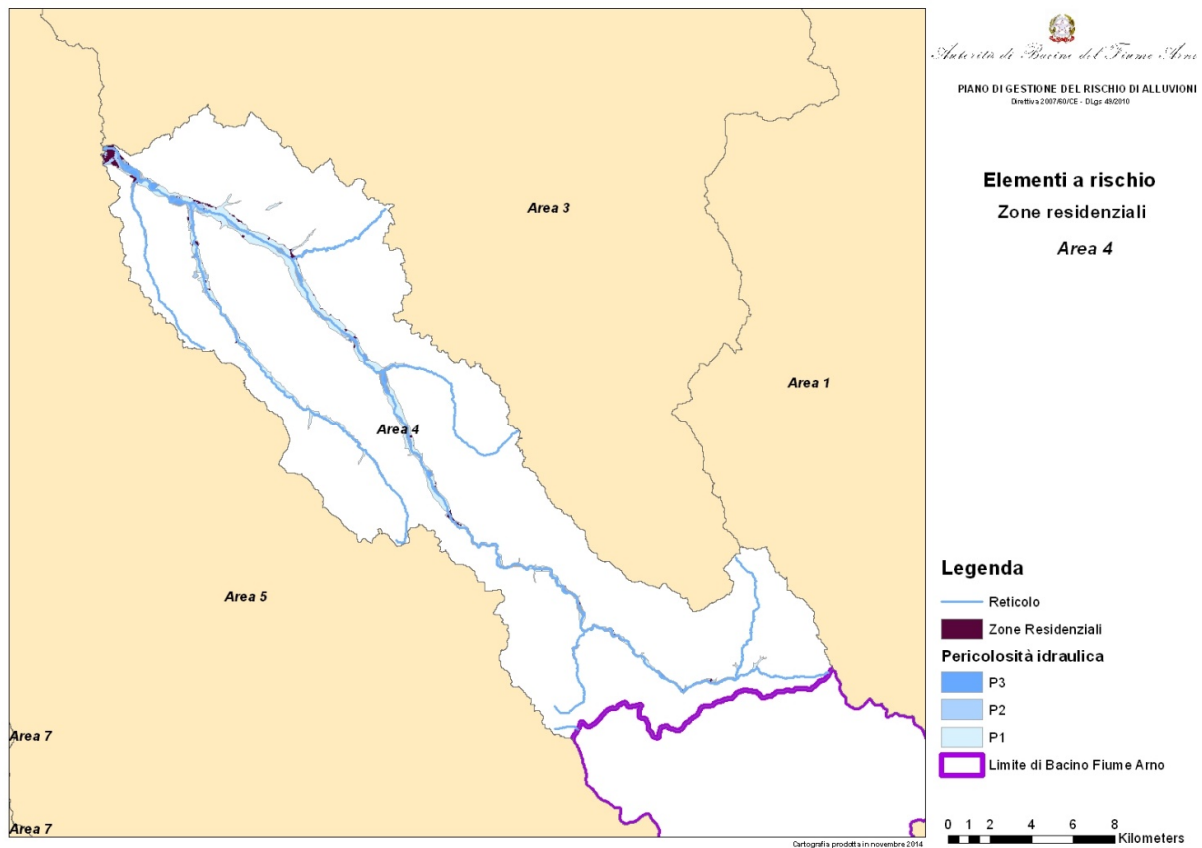 Autorità di Bacino del Fiume Arno
PIANO DI GESTIONE DEL RISCHIO DI ALLUVIONI
Direttiva 2007/60/CE - DLgs 49/2010
Elementi a rischio
Zone residenziali
Area 4
Area 3
Area 1
Area 4
Area 5
Area 7
Area 7
Legenda
Reticolo
Zone Residenziali
Pericolosità idraulica
P3
P2
P1
Limite di Bacino Fiume Arno
0 1 2 4 6 8
Kilometers
Cartografia prodotta in novembre 2014